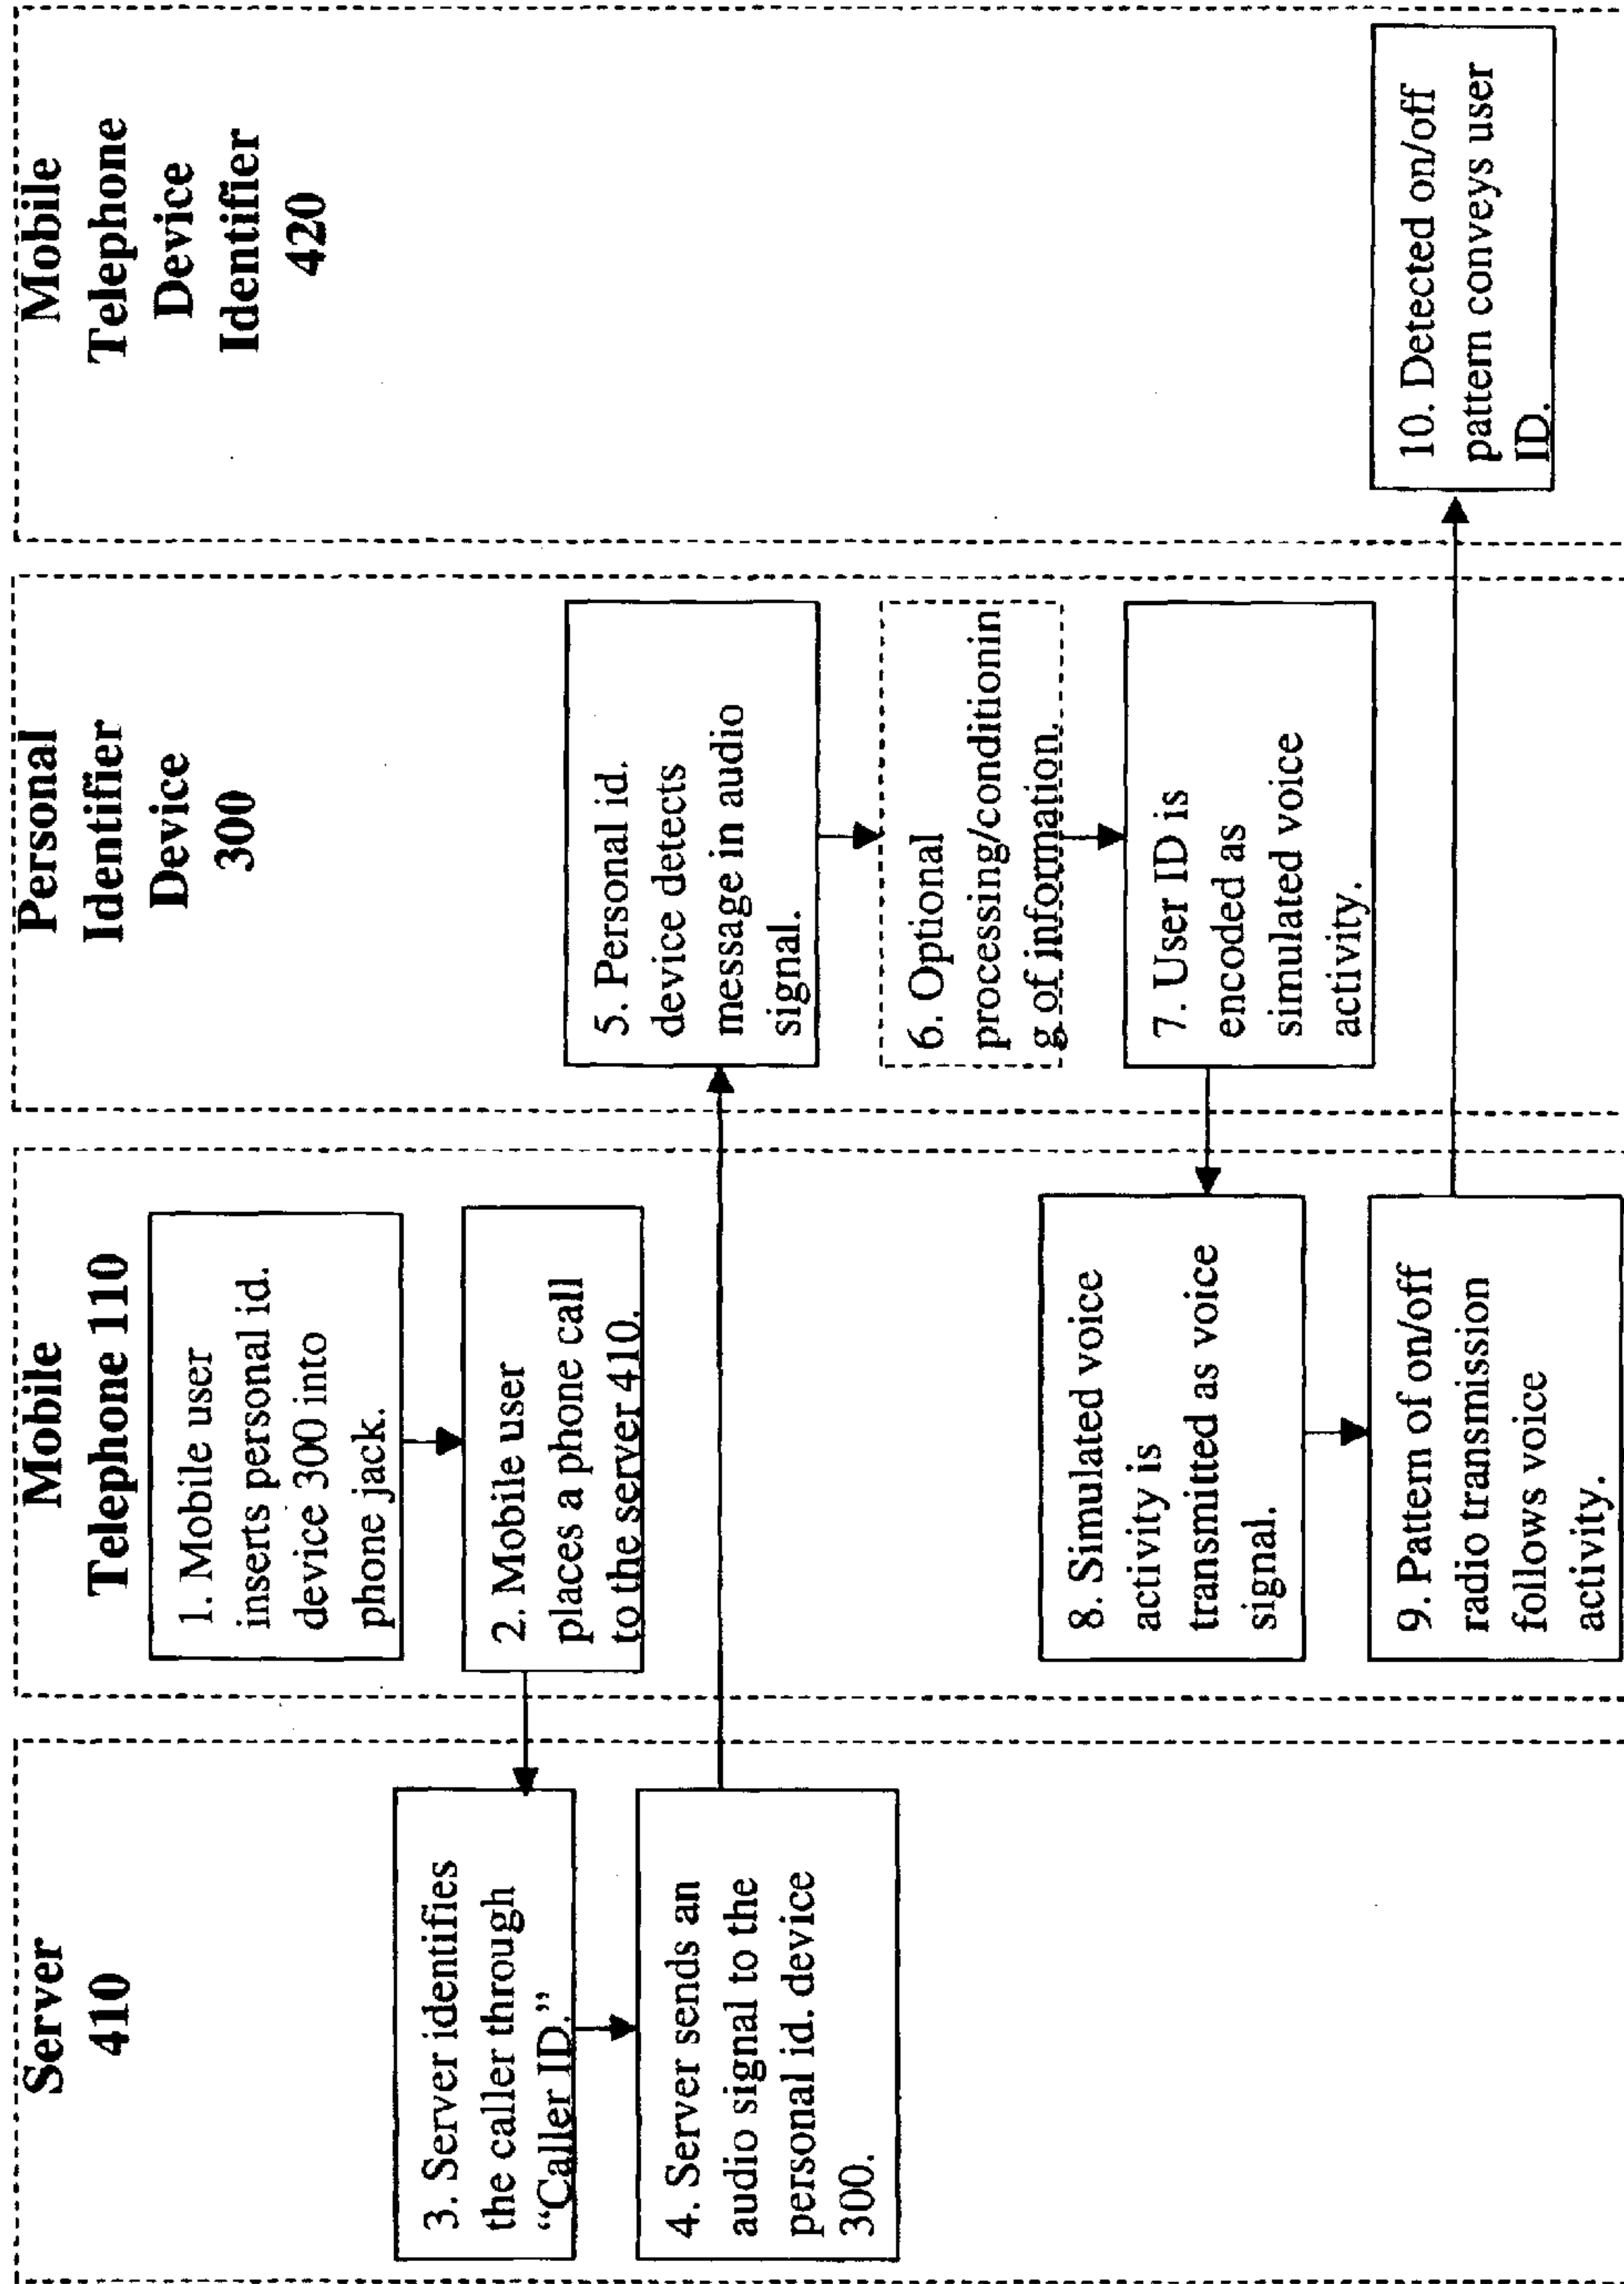 Server
410
3. Server identifies
the caller through
“Caller ID.”
4. Server sends an
audio signal to the
personal id. device
300.
Mobile
Telephone 110
1. Mobile user
inserts personal id.
device 300 into
phone jack.
2. Mobile user
places a phone call
to the server 410.
8. Simulated voice
activity is
transmitted as voice
signal.
9. Pattern of on/off
radio transmission
follows voice
activity.
Personal
Identifier
Device
300
5. Personal id.
device detects
message in audio
signal.
6. Optional
processing/conditionin
g of information.
7. User ID is
encoded as
simulated voice
activity.
Mobile
Telephone
Device
Identifier
420
10. Detected on/off
pattern conveys user
ID.